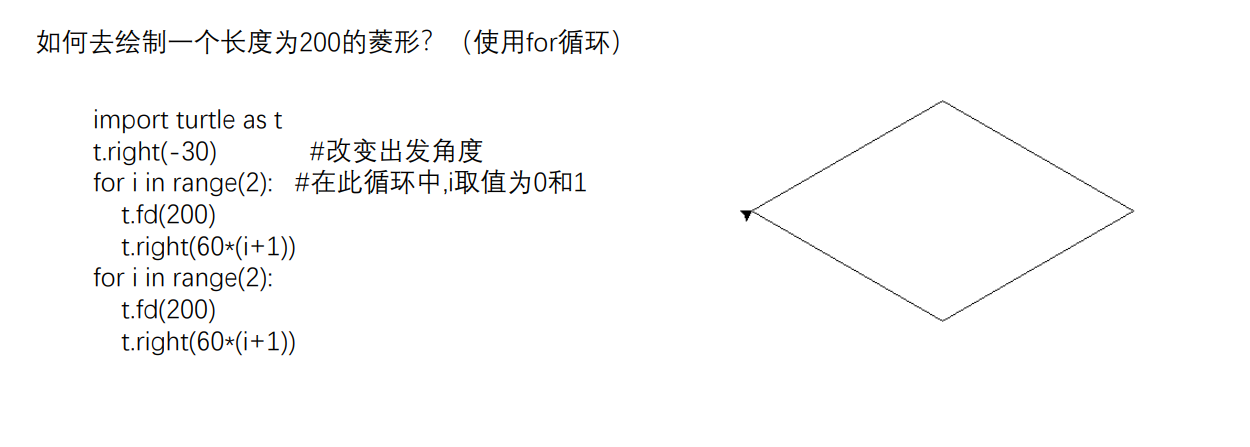 如何去绘制一个长度为200的菱形？（使用for循环）
import turtle as t
t.right(-30) #改变出发角度
for i in range(2): #在此循环中,i取值为0和1
t.fd(200)
t.right(60*(i+1))
for i in range(2):
t.fd(200)
t.right(60*(i+1))